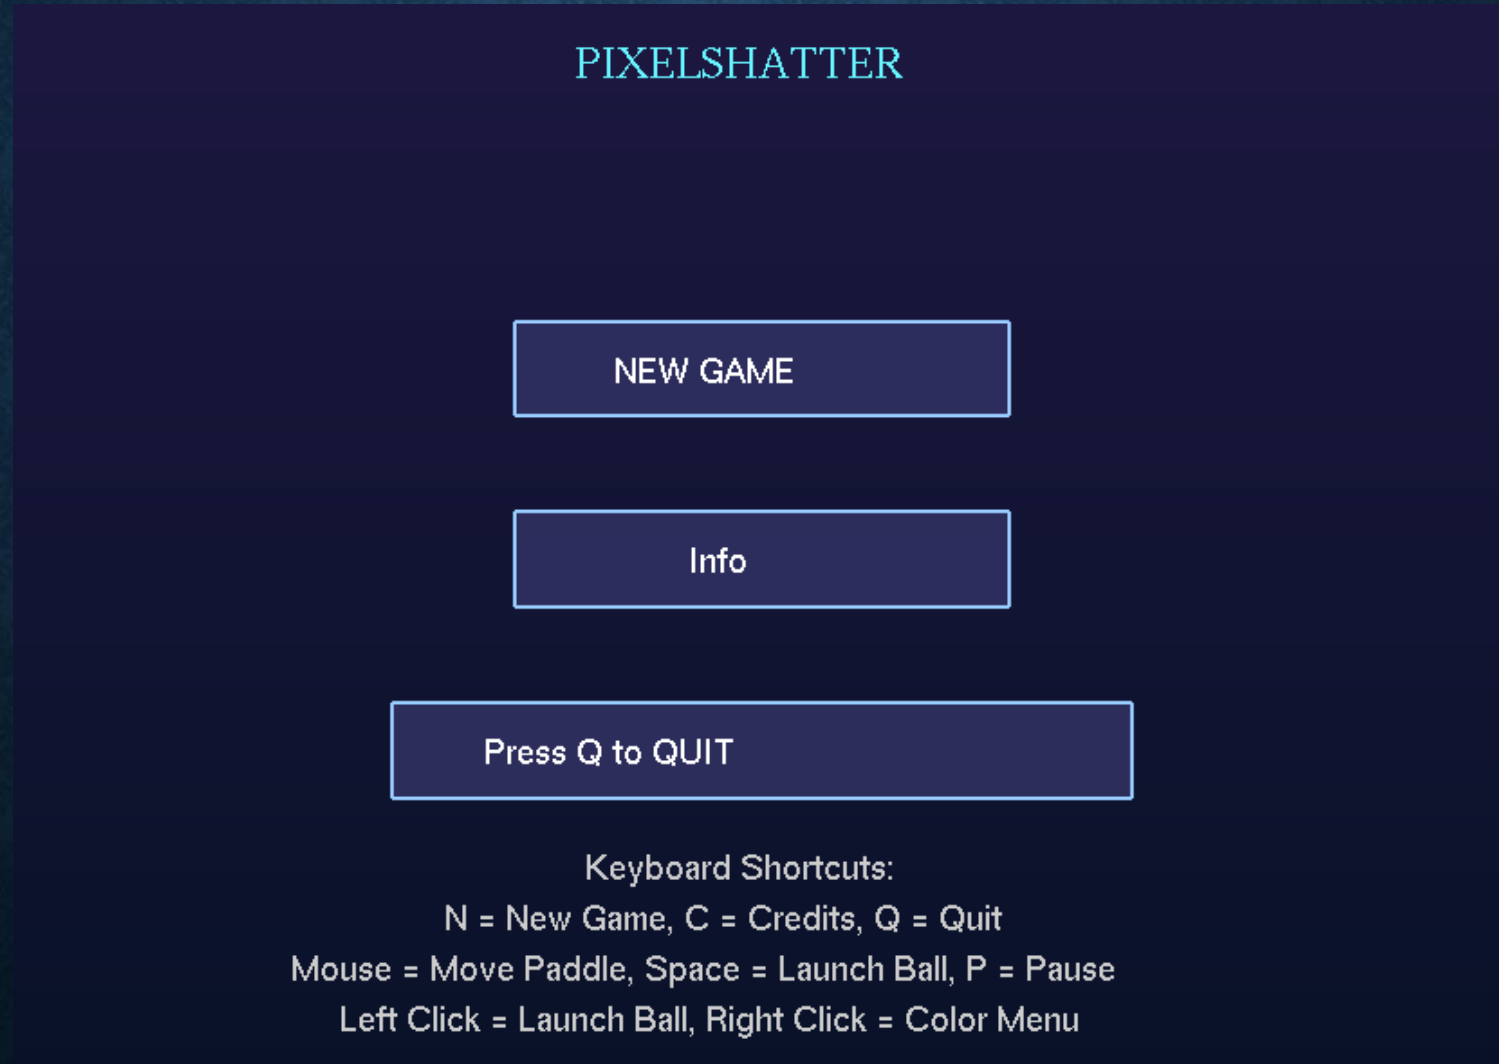 PIXELSHATTER
NEW GAME
Info
Press Q to QUIT
Keyboard Shortcuts:
N = New Game, C = Credits, Q = Quit
Mouse = Move Paddle, Space = Launch Ball, P = Pause
Left Click = Launch Ball, Right Click = Color Menu